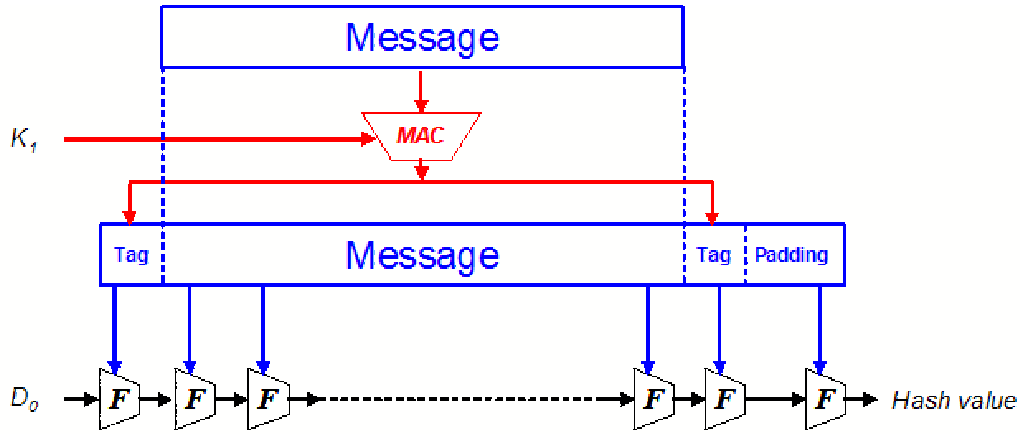 Message
K₁
MAC
Tag Message Tag Padding
D₀ F F F F F F Hash value